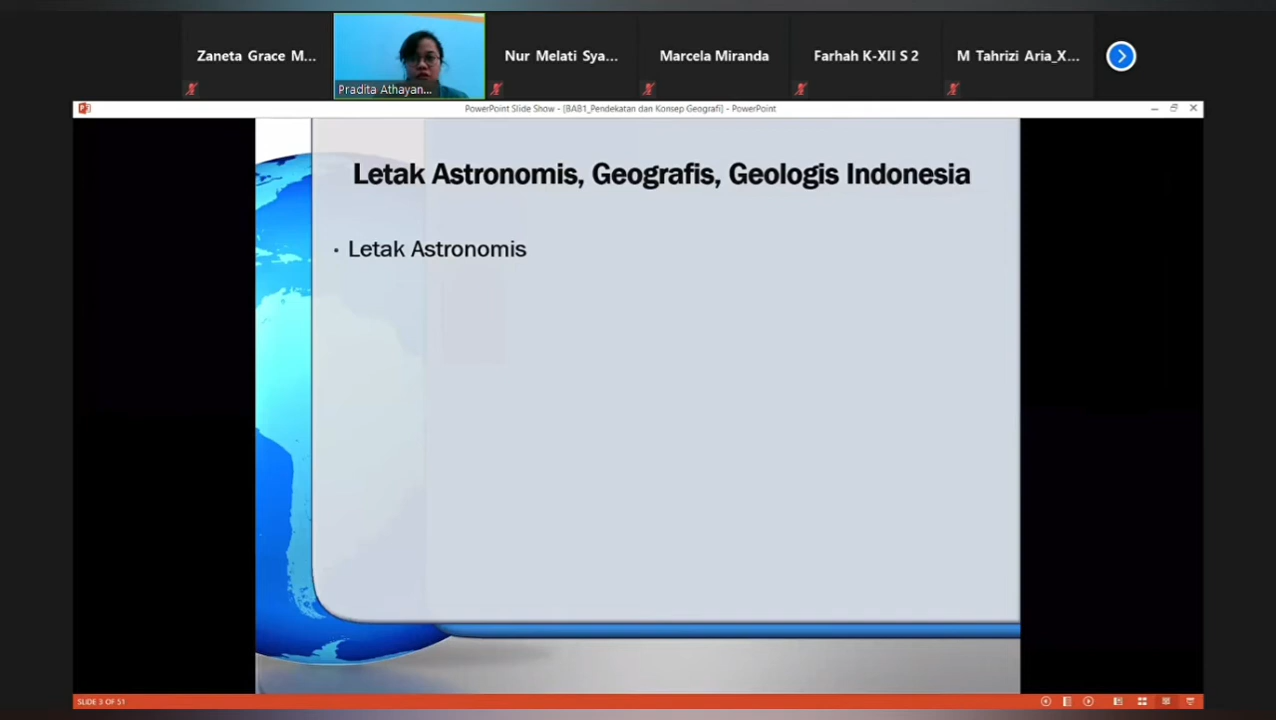 Zaneta Grace M...
Pradita Athayan...
Nur Melati Sya...
Marcela Miranda
Farhah K-XII S 2
M Tahrizi Aria_X...
PowerPoint Slide Show - [BAB1_Pendekatan dan Konsep Geografi] - PowerPoint
Letak Astronomis, Geografis, Geologis Indonesia
• Letak Astronomis
SLIDE 3 OF 51